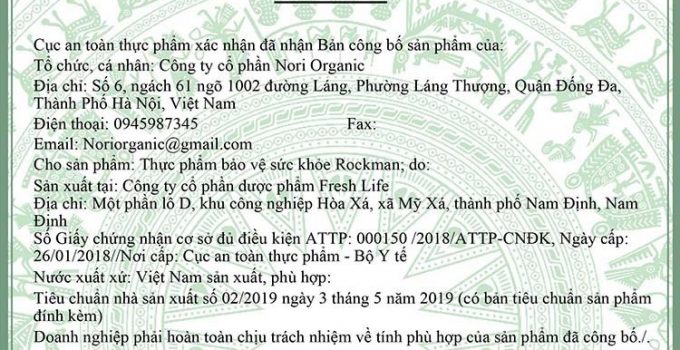 Cục an toàn thực phẩm xác nhận đã nhận Bản công bố sản phẩm của:
Tổ chức, cá nhân: Công ty cổ phần Nori Organic
Địa chỉ: Số 6, ngách 61 ngõ 1002 đường Láng, Phường Láng Thượng, Quận Đống Đa,
Thành Phố Hà Nội, Việt Nam
Điện thoại: 0945987345 Fax:
Email: Noriorganic@gmail.com
Cho sản phẩm: Thực phẩm bảo vệ sức khỏe Rockman; do:
Sản xuất tại: Công ty cổ phần dược phẩm Fresh Life
Địa chỉ: Một phần lô D, khu công nghiệp Hòa Xá, xã Mỹ Xá, thành phố Nam Định, Nam
Định
Số Giấy chứng nhận cơ sở đủ điều kiện ATTP: 000150 /2018/ATTP-CNĐK, Ngày cấp:
26/01/2018//Nơi cấp: Cục an toàn thực phẩm - Bộ Y tế
Nước xuất xứ: Việt Nam sản xuất, phù hợp:
Tiêu chuẩn nhà sản xuất số 02/2019 ngày 3 tháng 5 năm 2019 (có bản tiêu chuẩn sản phẩm
đính kèm)
Doanh nghiệp phải hoàn toàn chịu trách nhiệm về tính phù hợp của sản phẩm đã công bố./.